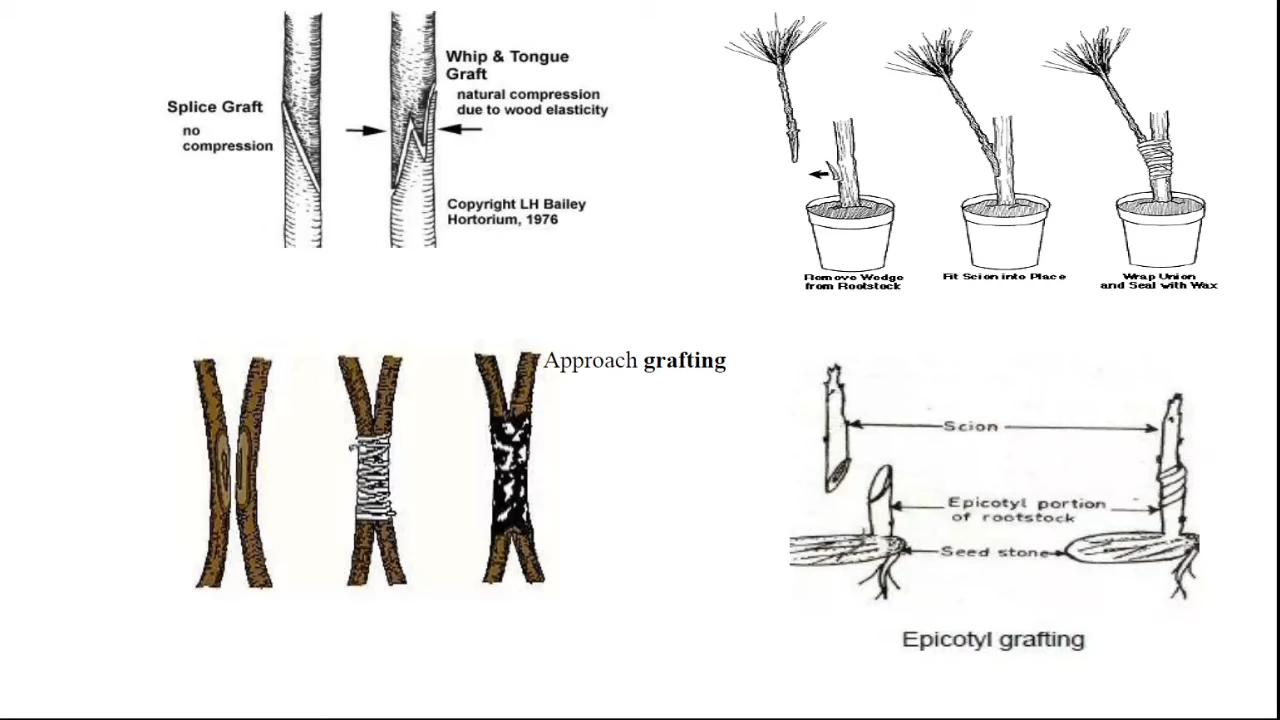 Whip & Tongue
Graft
natural compression
due to wood elasticity
Splice Graft
no
compression
Copyright LH Bailey
Hortorium, 1976
Remove Wedge
from Rootstock
Fit Scion into Place
Wrap Union
and Seal with Wax
Approach grafting
Scion
Epicotyl portion
of rootstock
Seed stone
Epicotyl grafting